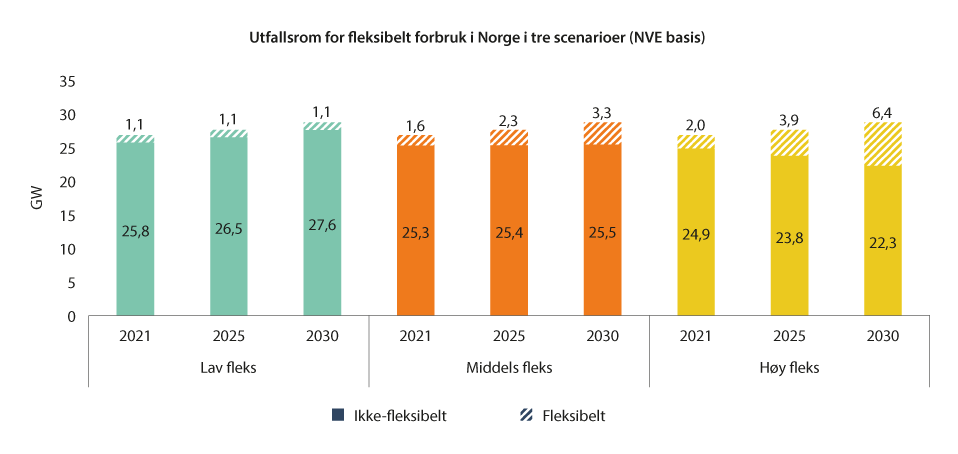 Utfallsrom for fleksibelt forbruk i Norge i tre scenarioer (NVE basis)
GW
35
30
25
20
15
10
5
0
1,1 1,1 1,1 1,6 2,3 3,3 2,0 3,9 6,4
25,8 26,5 27,6 25,3 25,4 25,5 24,9 23,8 22,3
2021 2025 2030 2021 2025 2030 2021 2025 2030
Lav fleks Middels fleks Høy fleks
Ikke-fleksibelt Fleksibelt